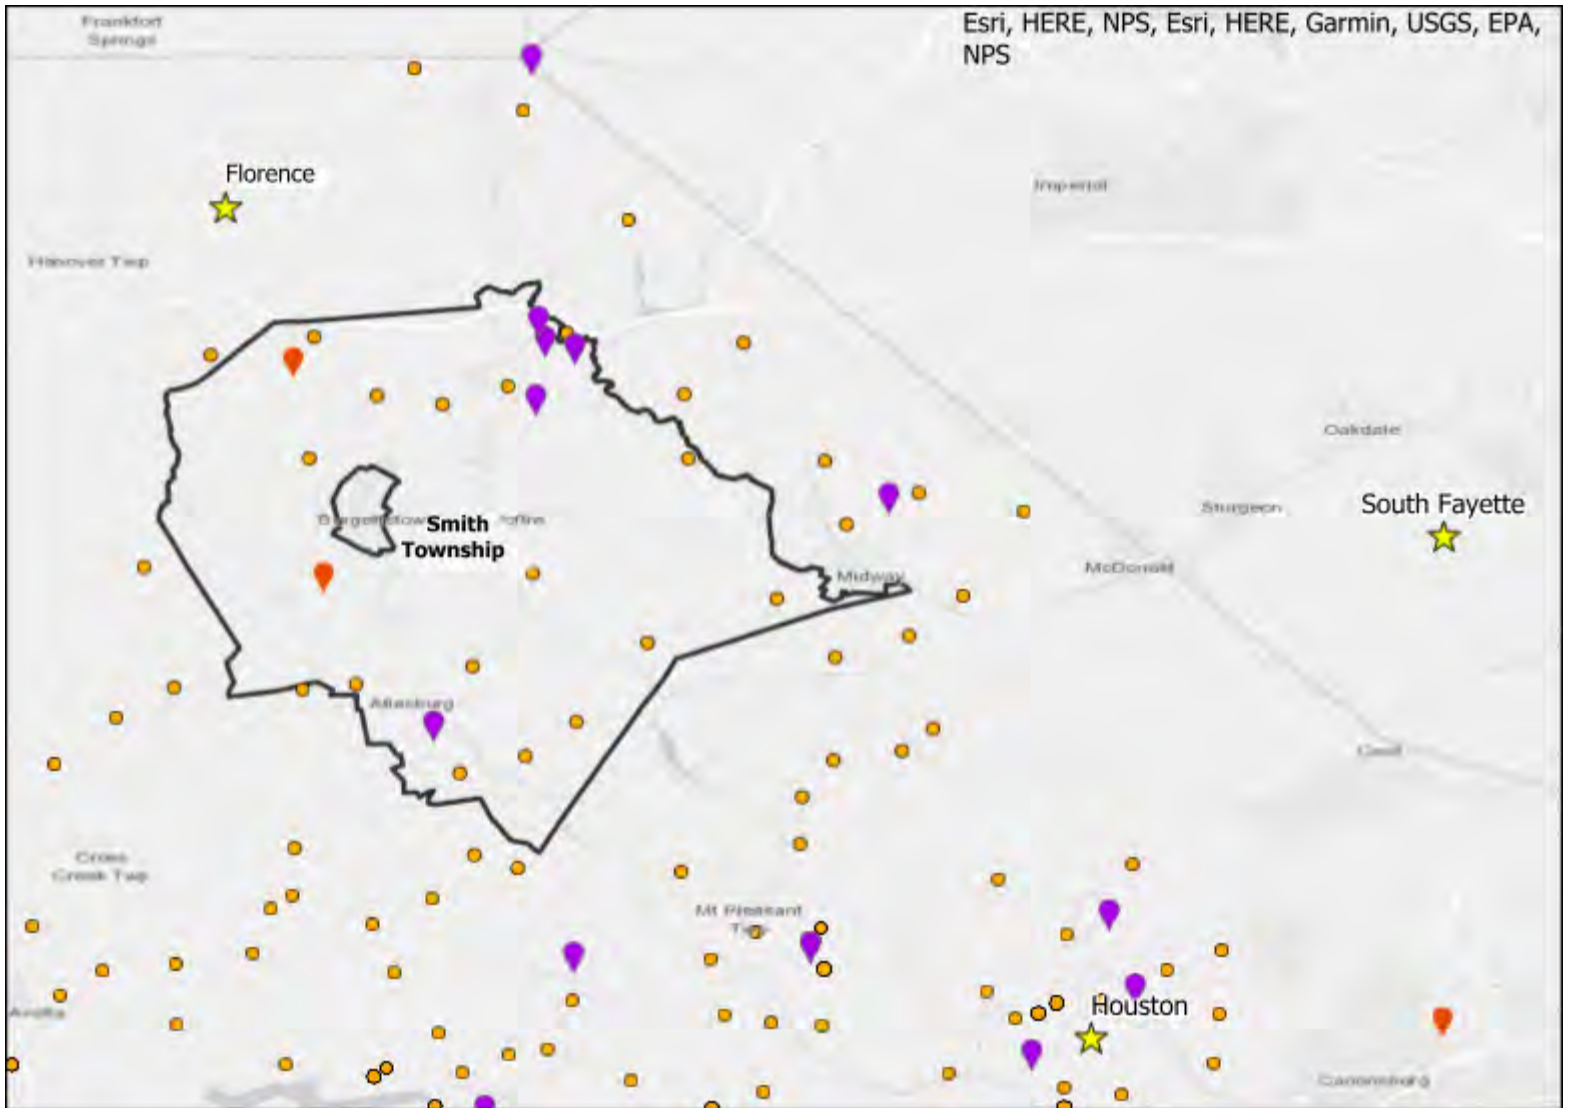 Frankfort
Springs
Esri, HERE, NPS, Esri, HERE, Garmin, USGS, EPA,
NPS
Florence
Imperial
Hanover Twp
Oakdale
South Fayette
Sturgeon
Smith
Township
McDonald
Midway
Atlasburg
Cecil
Cross
Creek Twp
Mt Pleasant
Twp
Houston
Avella
Canonsburg